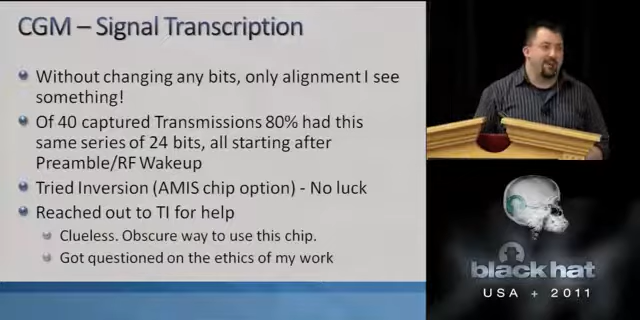 CGM – Signal Transcription
Without changing any bits, only alignment I see
something!
Of 40 captured Transmissions 80% had this
same series of 24 bits, all starting after
Preamble/RF Wakeup
Tried Inversion (AMIS chip option) - No luck
Reached out to TI for help
Clueless. Obscure way to use this chip.
Got questioned on the ethics of my work
black hat
USA + 2011